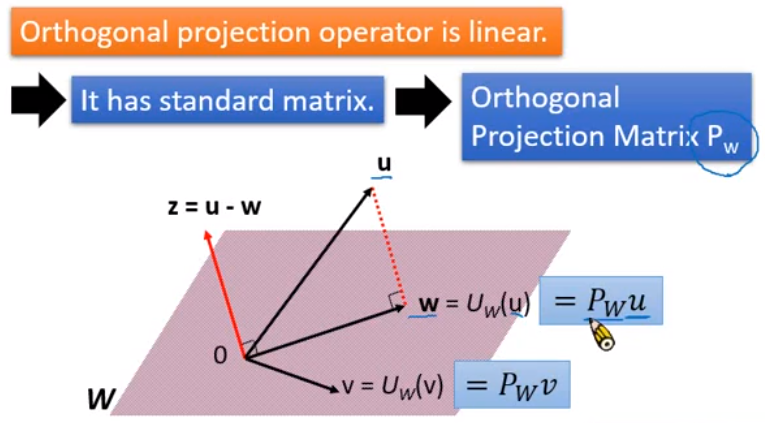 Orthogonal projection operator is linear.
It has standard matrix.
Orthogonal
Projection Matrix P_w
u
z = u - w
w = U_W(u) = P_W u
0
v = U_W(v) = P_W v
W